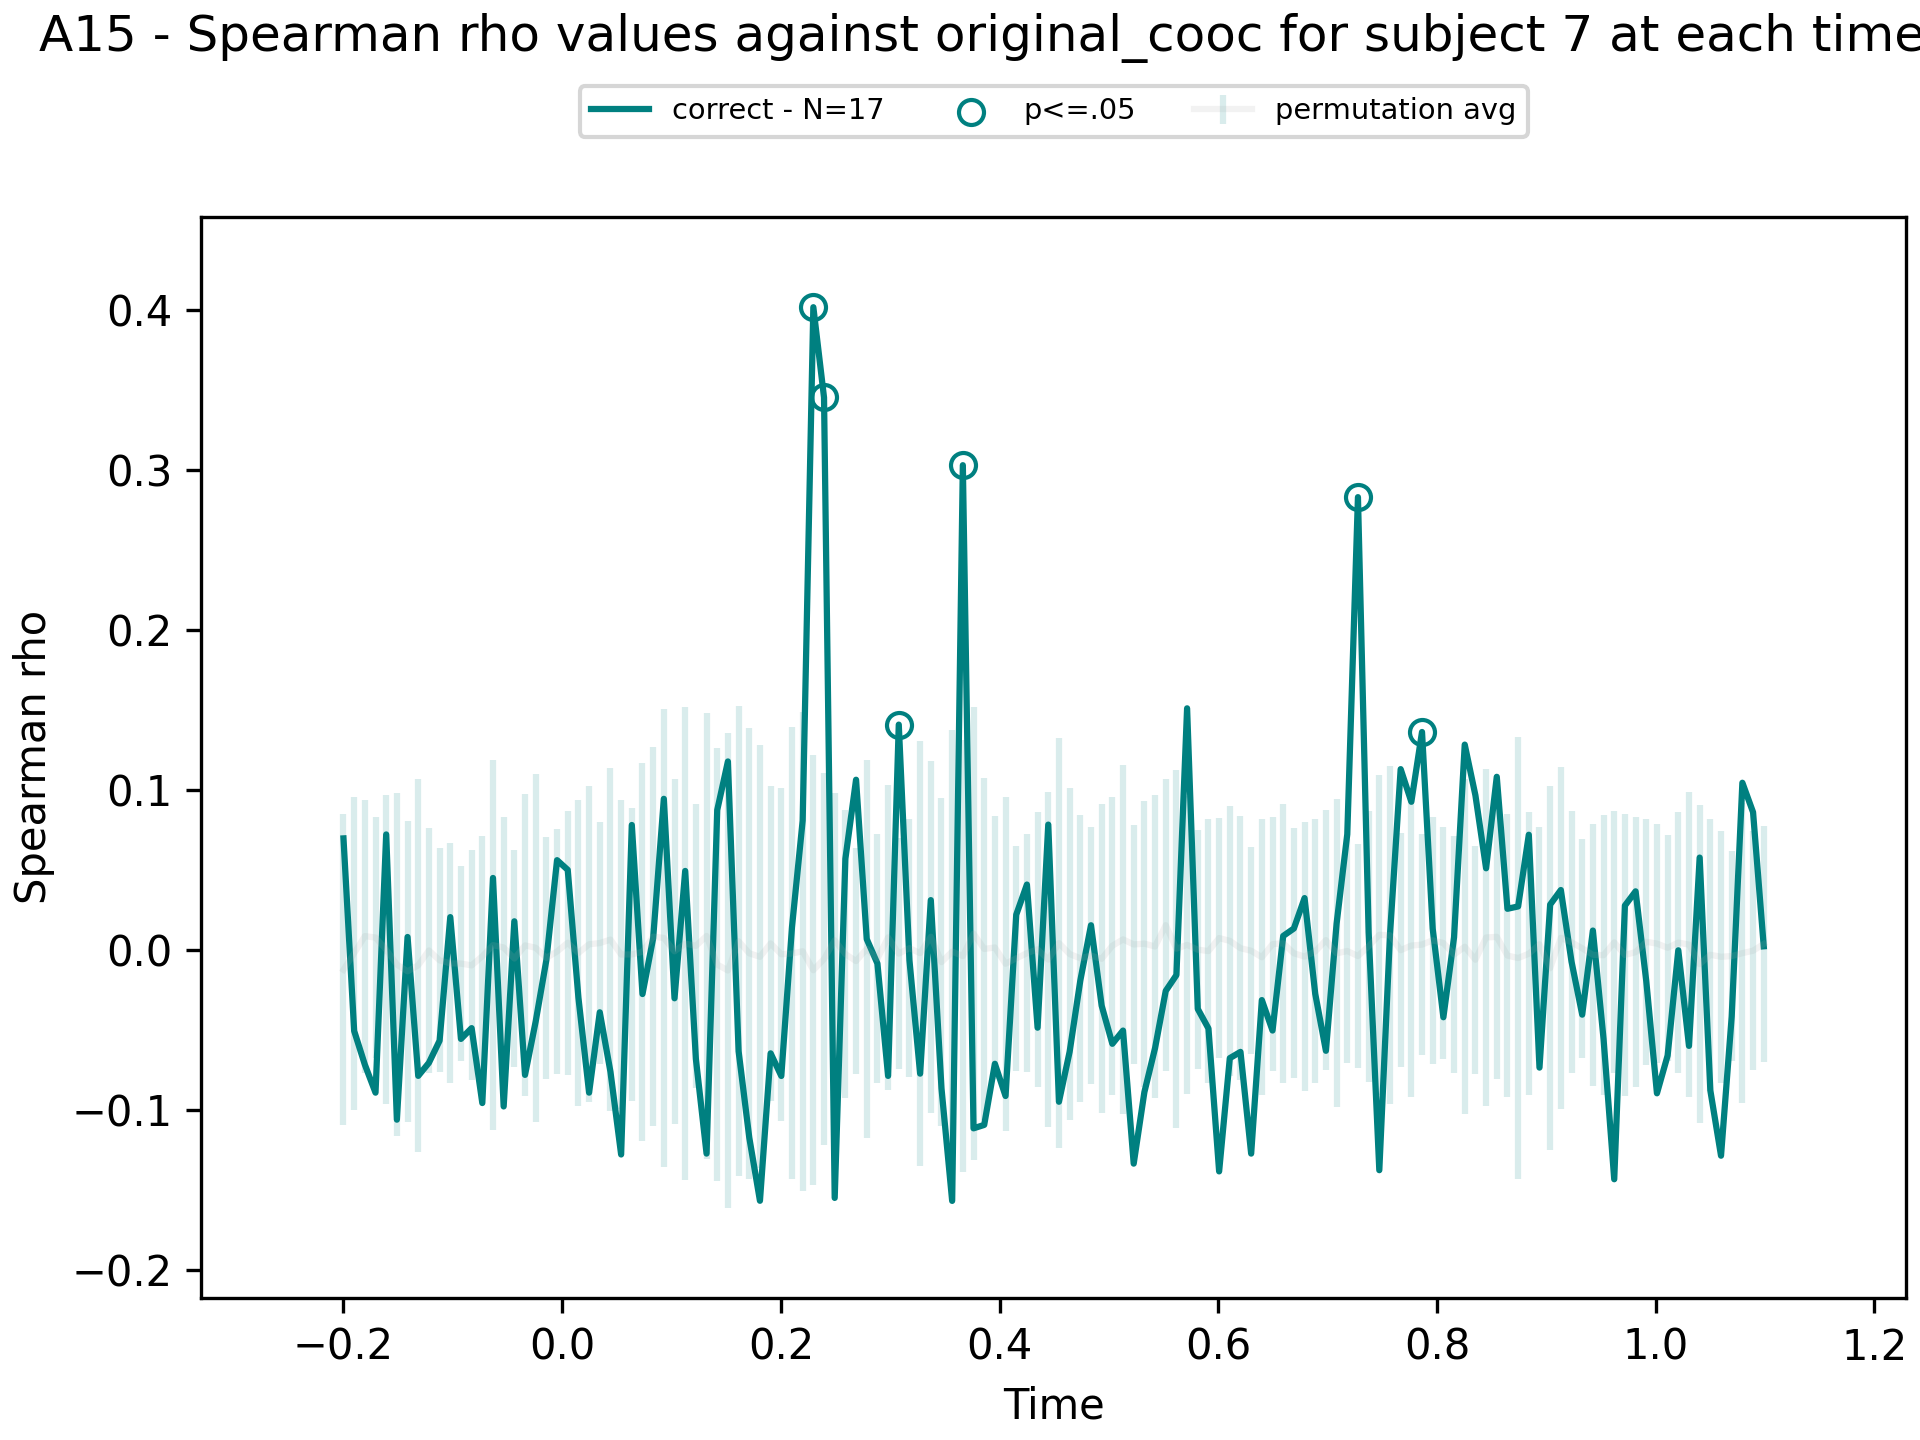 A15 - Spearman rho values against original_cooc for subject 7 at each time
correct - N=17 p<=.05 permutation avg
0.4
0.3
0.2
0.1
0.0
−0.1
−0.2
Spearman rho
−0.2 0.0 0.2 0.4 0.6 0.8 1.0 1.2
Time